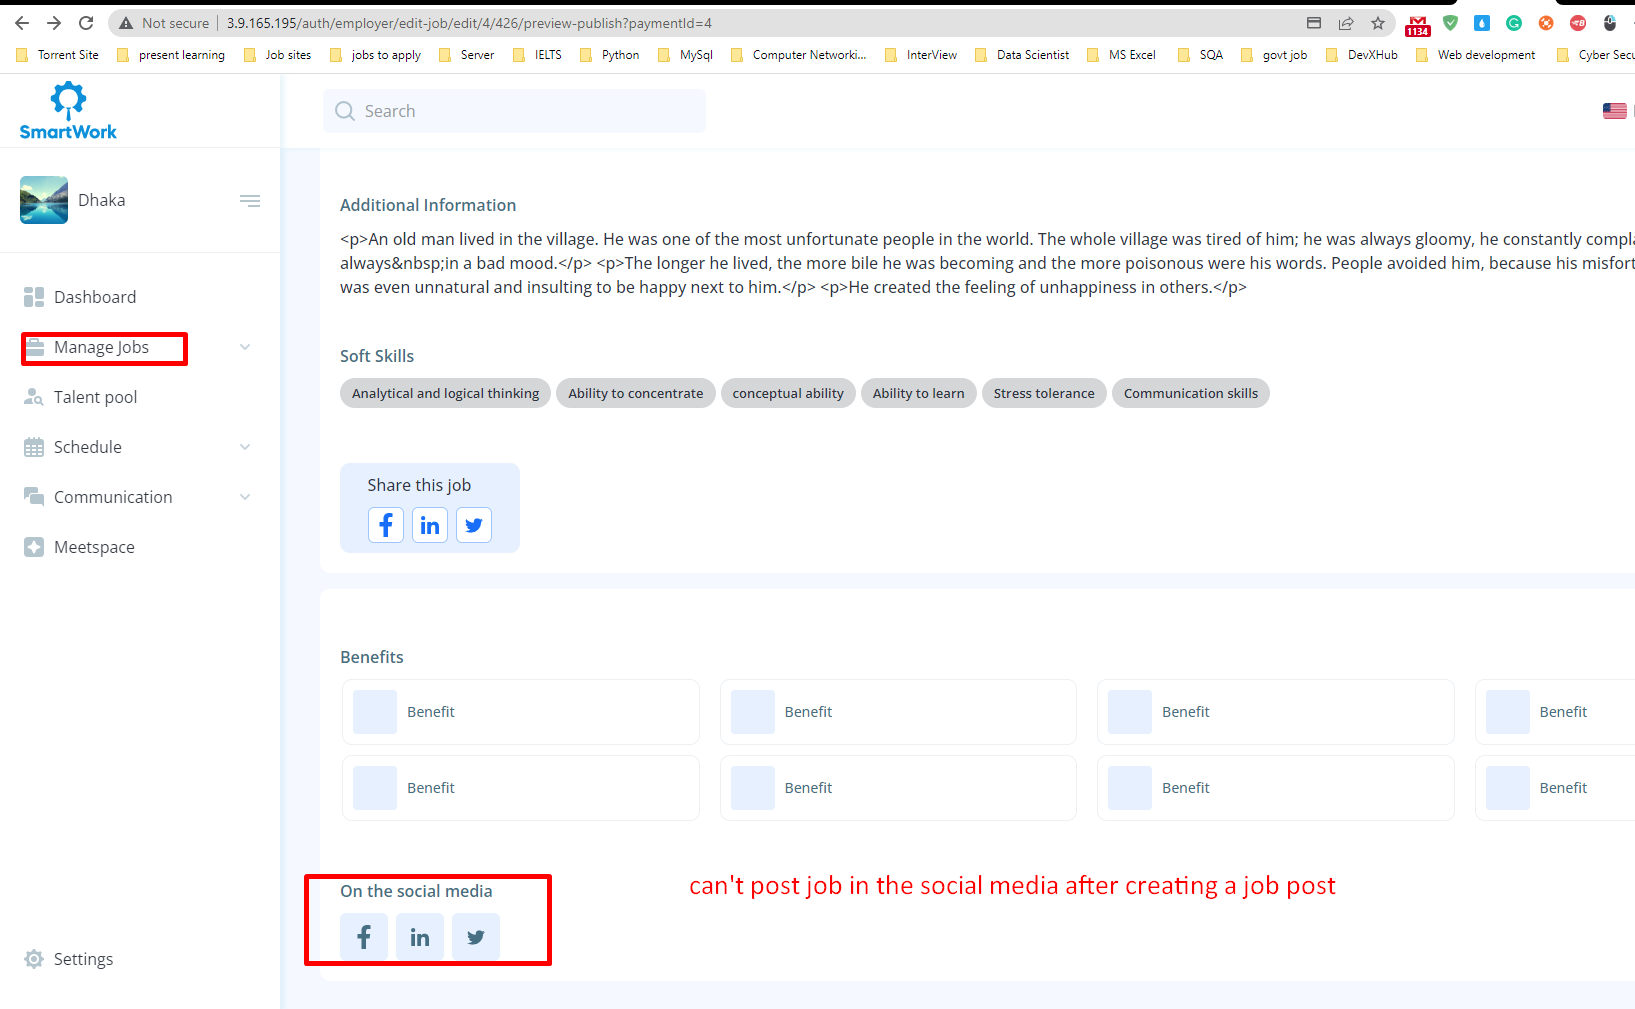 Not secure | 3.9.165.195/auth/employer/edit-job/edit/4/426/preview-publish?paymentId=4
1134
Torrent Site present learning Job sites jobs to apply Server IELTS Python MySql Computer Networki... InterView Data Scientist MS Excel SQA govt job DevXHub Web development Cyber Secu
SmartWork
Search
Dhaka
Dashboard
Manage Jobs
Talent pool
Schedule
Communication
Meetspace
Settings
Additional Information
<p>An old man lived in the village. He was one of the most unfortunate people in the world. The whole village was tired of him; he was always gloomy, he constantly compla
always&nbsp;in a bad mood.</p> <p>The longer he lived, the more bile he was becoming and the more poisonous were his words. People avoided him, because his misfort
was even unnatural and insulting to be happy next to him.</p> <p>He created the feeling of unhappiness in others.</p>
Soft Skills
Analytical and logical thinking Ability to concentrate conceptual ability Ability to learn Stress tolerance Communication skills
Share this job
Benefits
Benefit Benefit Benefit Benefit
Benefit Benefit Benefit Benefit
On the social media
can't post job in the social media after creating a job post